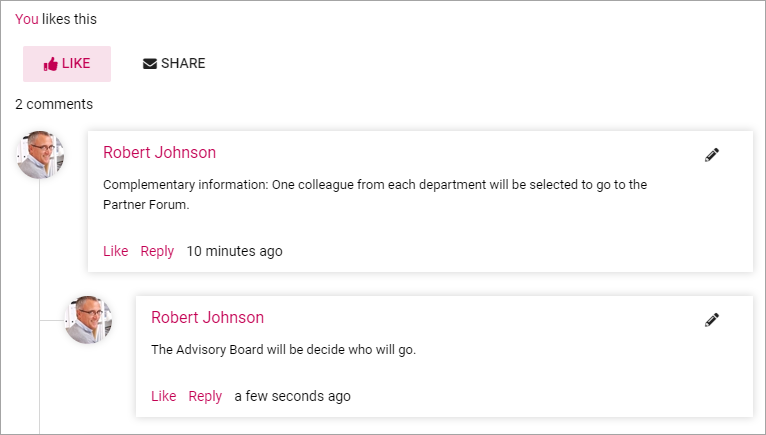 You likes this
LIKE SHARE
2 comments
Robert Johnson
Complementary information: One colleague from each department will be selected to go to the
Partner Forum.
Like Reply 10 minutes ago
Robert Johnson
The Advisory Board will be decide who will go.
Like Reply a few seconds ago